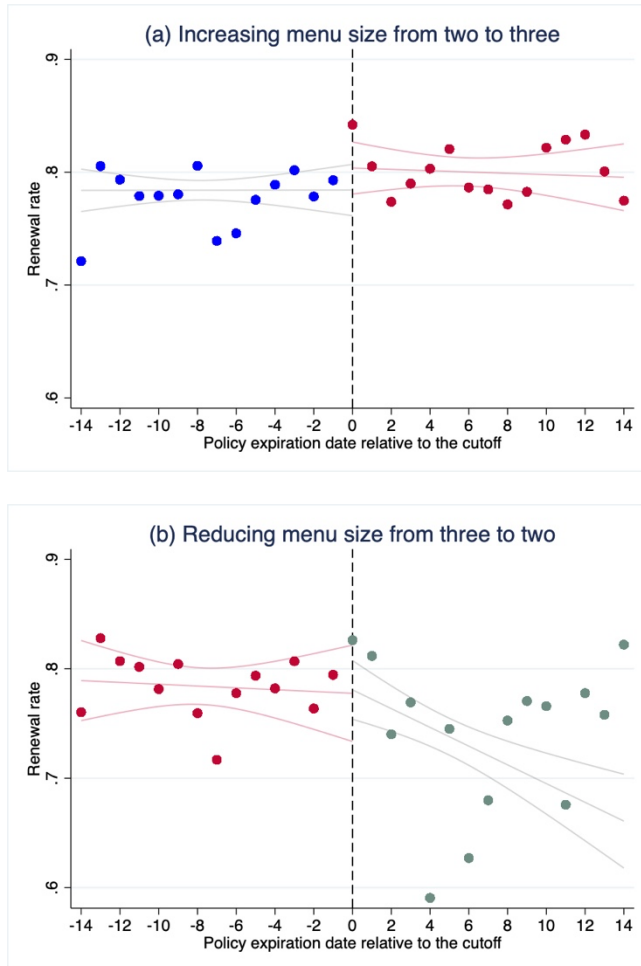 (a) Increasing menu size from two to three
.9
.8
.7
.6
Renewal rate
-14 -12 -10 -8 -6 -4 -2 0 2 4 6 8 10 12 14
Policy expiration date relative to the cutoff
(b) Reducing menu size from three to two
.9
.8
.7
.6
Renewal rate
-14 -12 -10 -8 -6 -4 -2 0 2 4 6 8 10 12 14
Policy expiration date relative to the cutoff